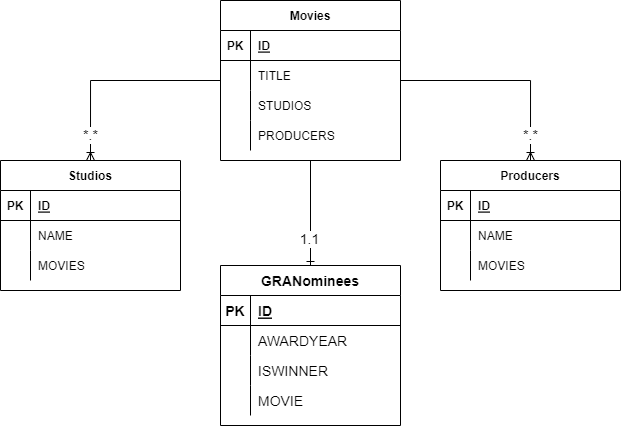 Movies
PK ID
TITLE
STUDIOS
PRODUCERS
*.*
*.*
Studios
PK ID
NAME
MOVIES
Producers
PK ID
NAME
MOVIES
1.1
GRANominees
PK ID
AWARDYEAR
ISWINNER
MOVIE